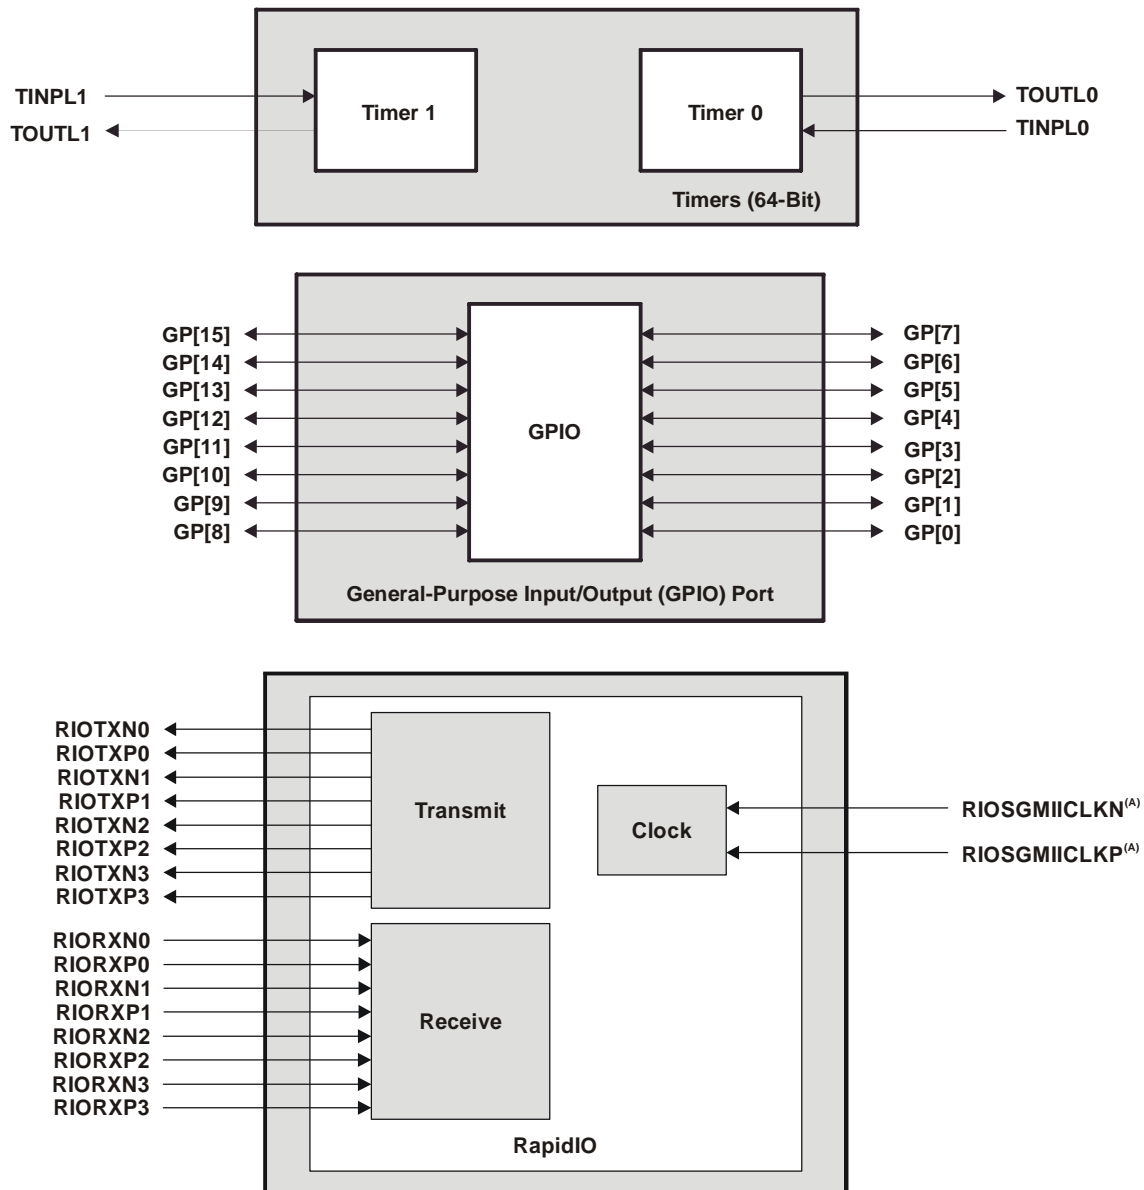 TINPL1
TOUTL1
Timer 1
Timer 0
TOUTL0
TINPL0
Timers (64-Bit)
GP[15]
GP[14]
GP[13]
GP[12]
GP[11]
GP[10]
GP[9]
GP[8]
GPIO
GP[7]
GP[6]
GP[5]
GP[4]
GP[3]
GP[2]
GP[1]
GP[0]
General-Purpose Input/Output (GPIO) Port
RIOTXN0
RIOTXP0
RIOTXN1
RIOTXP1
RIOTXN2
RIOTXP2
RIOTXN3
RIOTXP3
Transmit
Clock
RIOSGMIICLKN(A)
RIOSGMIICLKP(A)
RIORXN0
RIORXP0
RIORXN1
RIORXP1
RIORXN2
RIORXP2
RIORXN3
RIORXP3
Receive
RapidIO